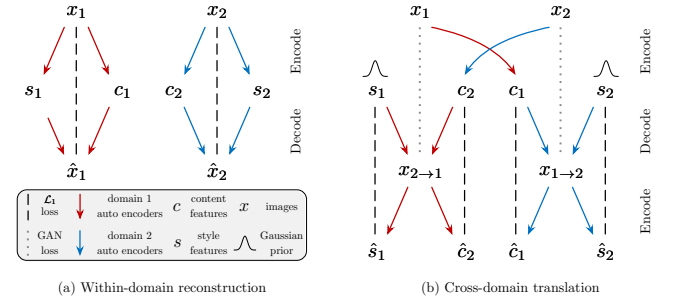 x₁ x₂ x₁ x₂
Encode Encode
s₁ c₁ c₂ s₂ s₁ c₂ c₁ s₂
Decode Decode
x̂₁ x̂₂ x₂→₁ x₁→₂
Encode
ŝ₁ ĉ₂ ĉ₁ ŝ₂
𝓛₁ loss domain 1 auto encoders c content features x images
GAN loss domain 2 auto encoders s style features Gaussian prior
(a) Within-domain reconstruction (b) Cross-domain translation